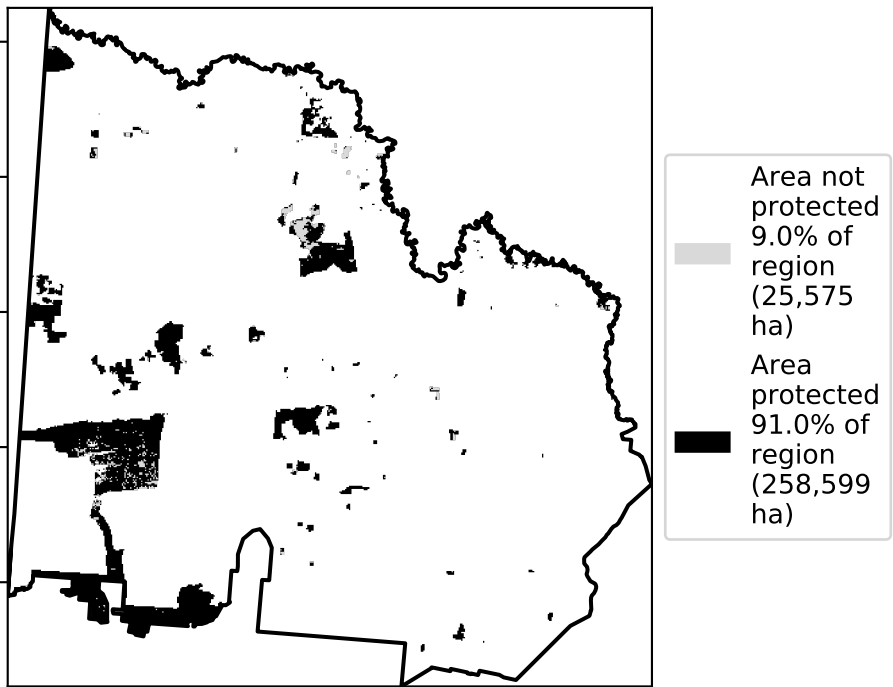 Area not
protected
9.0% of
region
(25,575
ha)
Area
protected
91.0% of
region
(258,599
ha)